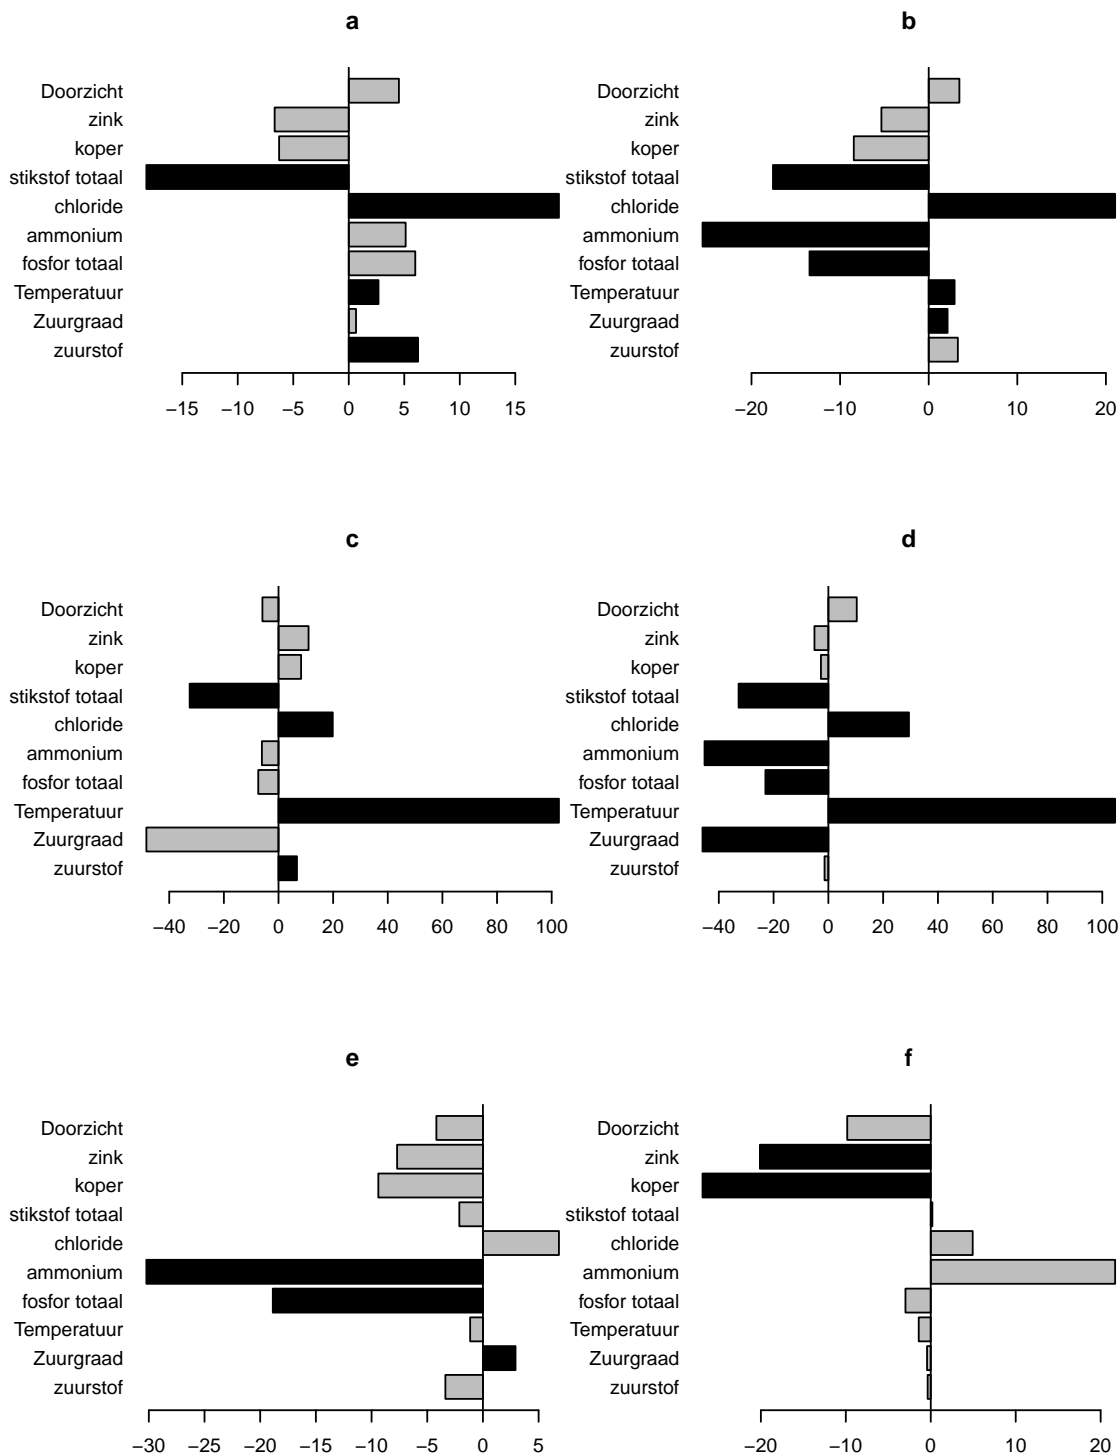 a
Doorzicht
zink
koper
stikstof totaal
chloride
ammonium
fosfor totaal
Temperatuur
Zuurgraad
zuurstof
−15 −10 −5 0 5 10 15
b
Doorzicht
zink
koper
stikstof totaal
chloride
ammonium
fosfor totaal
Temperatuur
Zuurgraad
zuurstof
−20 −10 0 10 20
c
Doorzicht
zink
koper
stikstof totaal
chloride
ammonium
fosfor totaal
Temperatuur
Zuurgraad
zuurstof
−40 −20 0 20 40 60 80 100
d
Doorzicht
zink
koper
stikstof totaal
chloride
ammonium
fosfor totaal
Temperatuur
Zuurgraad
zuurstof
−40 −20 0 20 40 60 80 100
e
Doorzicht
zink
koper
stikstof totaal
chloride
ammonium
fosfor totaal
Temperatuur
Zuurgraad
zuurstof
−30 −25 −20 −15 −10 −5 0 5
f
Doorzicht
zink
koper
stikstof totaal
chloride
ammonium
fosfor totaal
Temperatuur
Zuurgraad
zuurstof
−20 −10 0 10 20